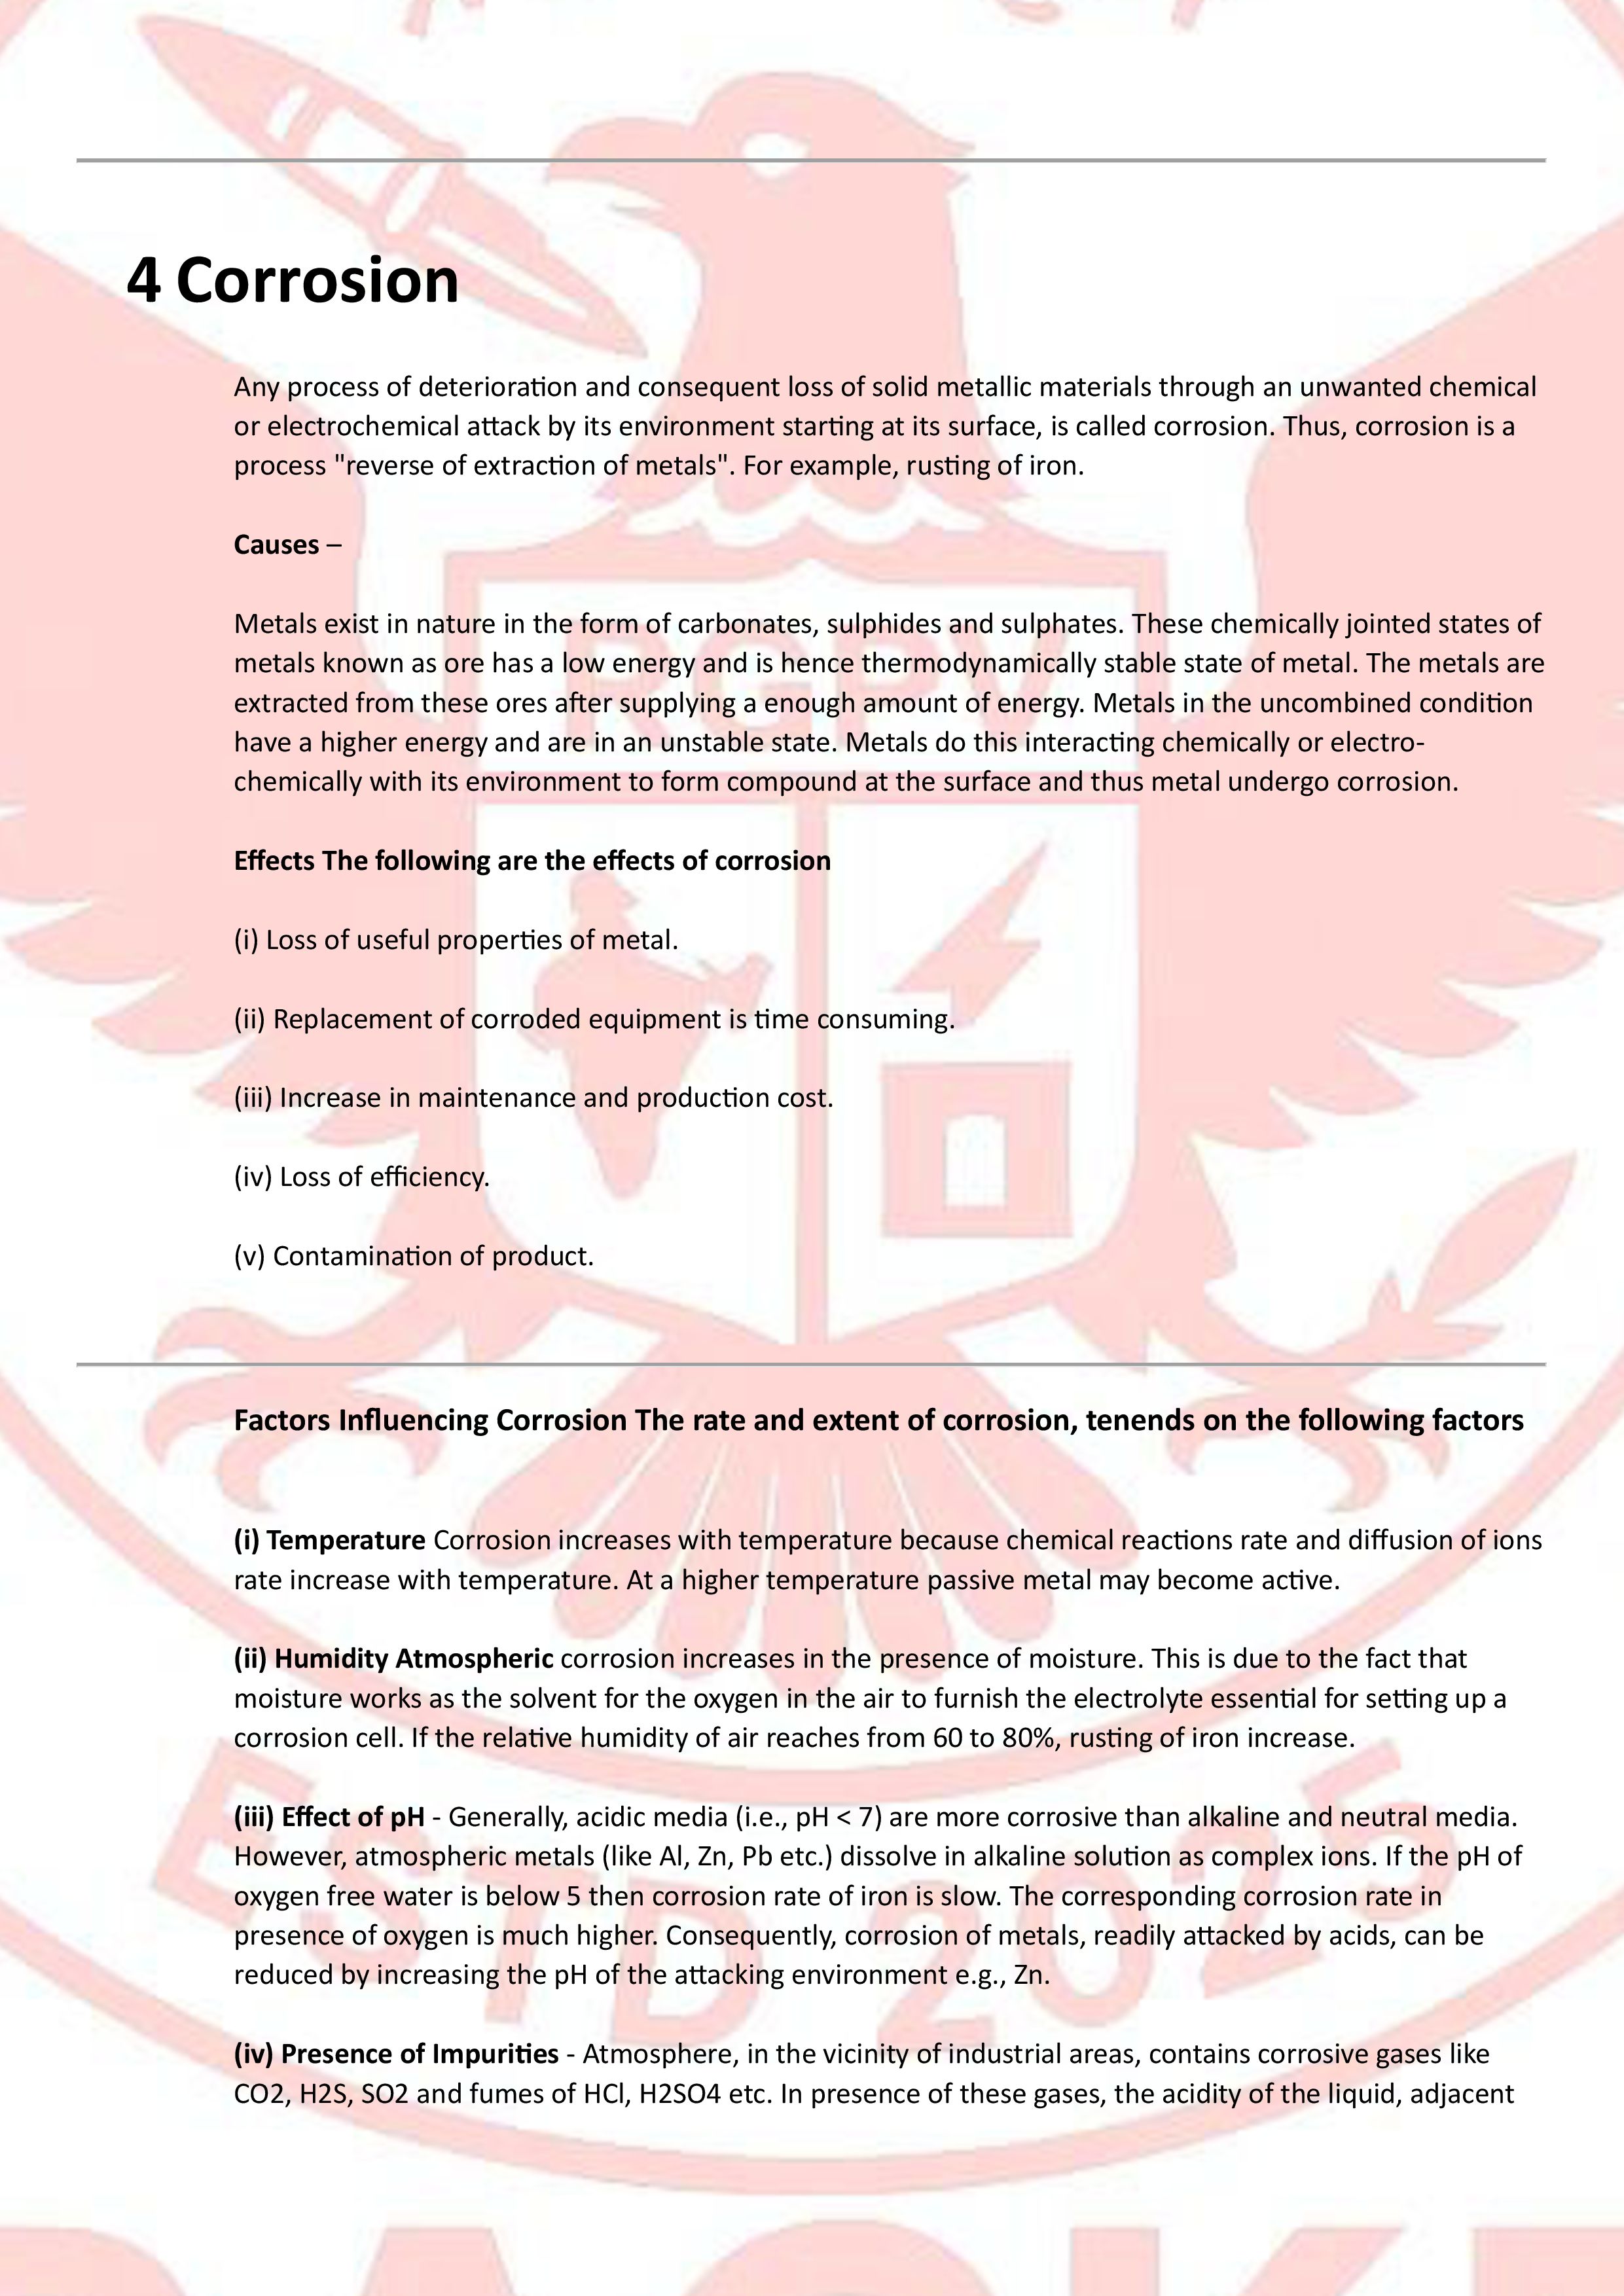 4 Corrosion
Any process of deterioration and consequent loss of solid metallic materials through an unwanted chemical
or electrochemical attack by its environment starting at its surface, is called corrosion. Thus, corrosion is a
process "reverse of extraction of metals". For example, rusting of iron.
Causes –
Metals exist in nature in the form of carbonates, sulphides and sulphates. These chemically jointed states of
metals known as ore has a low energy and is hence thermodynamically stable state of metal. The metals are
extracted from these ores after supplying a enough amount of energy. Metals in the uncombined condition
have a higher energy and are in an unstable state. Metals do this interacting chemically or electro-
chemically with its environment to form compound at the surface and thus metal undergo corrosion.
Effects The following are the effects of corrosion
(i) Loss of useful properties of metal.
(ii) Replacement of corroded equipment is time consuming.
(iii) Increase in maintenance and production cost.
(iv) Loss of efficiency.
(v) Contamination of product.
Factors Influencing Corrosion The rate and extent of corrosion, tenends on the following factors
(i) Temperature Corrosion increases with temperature because chemical reactions rate and diffusion of ions
rate increase with temperature. At a higher temperature passive metal may become active.
(ii) Humidity Atmospheric corrosion increases in the presence of moisture. This is due to the fact that
moisture works as the solvent for the oxygen in the air to furnish the electrolyte essential for setting up a
corrosion cell. If the relative humidity of air reaches from 60 to 80%, rusting of iron increase.
(iii) Effect of pH - Generally, acidic media (i.e., pH < 7) are more corrosive than alkaline and neutral media.
However, atmospheric metals (like Al, Zn, Pb etc.) dissolve in alkaline solution as complex ions. If the pH of
oxygen free water is below 5 then corrosion rate of iron is slow. The corresponding corrosion rate in
presence of oxygen is much higher. Consequently, corrosion of metals, readily attacked by acids, can be
reduced by increasing the pH of the attacking environment e.g., Zn.
(iv) Presence of Impurities - Atmosphere, in the vicinity of industrial areas, contains corrosive gases like
CO2, H2S, SO2 and fumes of HCl, H2SO4 etc. In presence of these gases, the acidity of the liquid, adjacent
RGPV
ESTD 2025